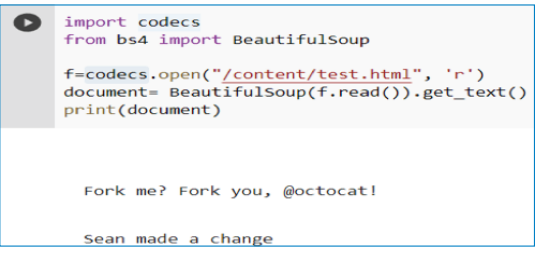 import codecs
from bs4 import BeautifulSoup
f=codecs.open("/content/test.html", 'r')
document= BeautifulSoup(f.read()).get_text()
print(document)
Fork me? Fork you, @octocat!
Sean made a change